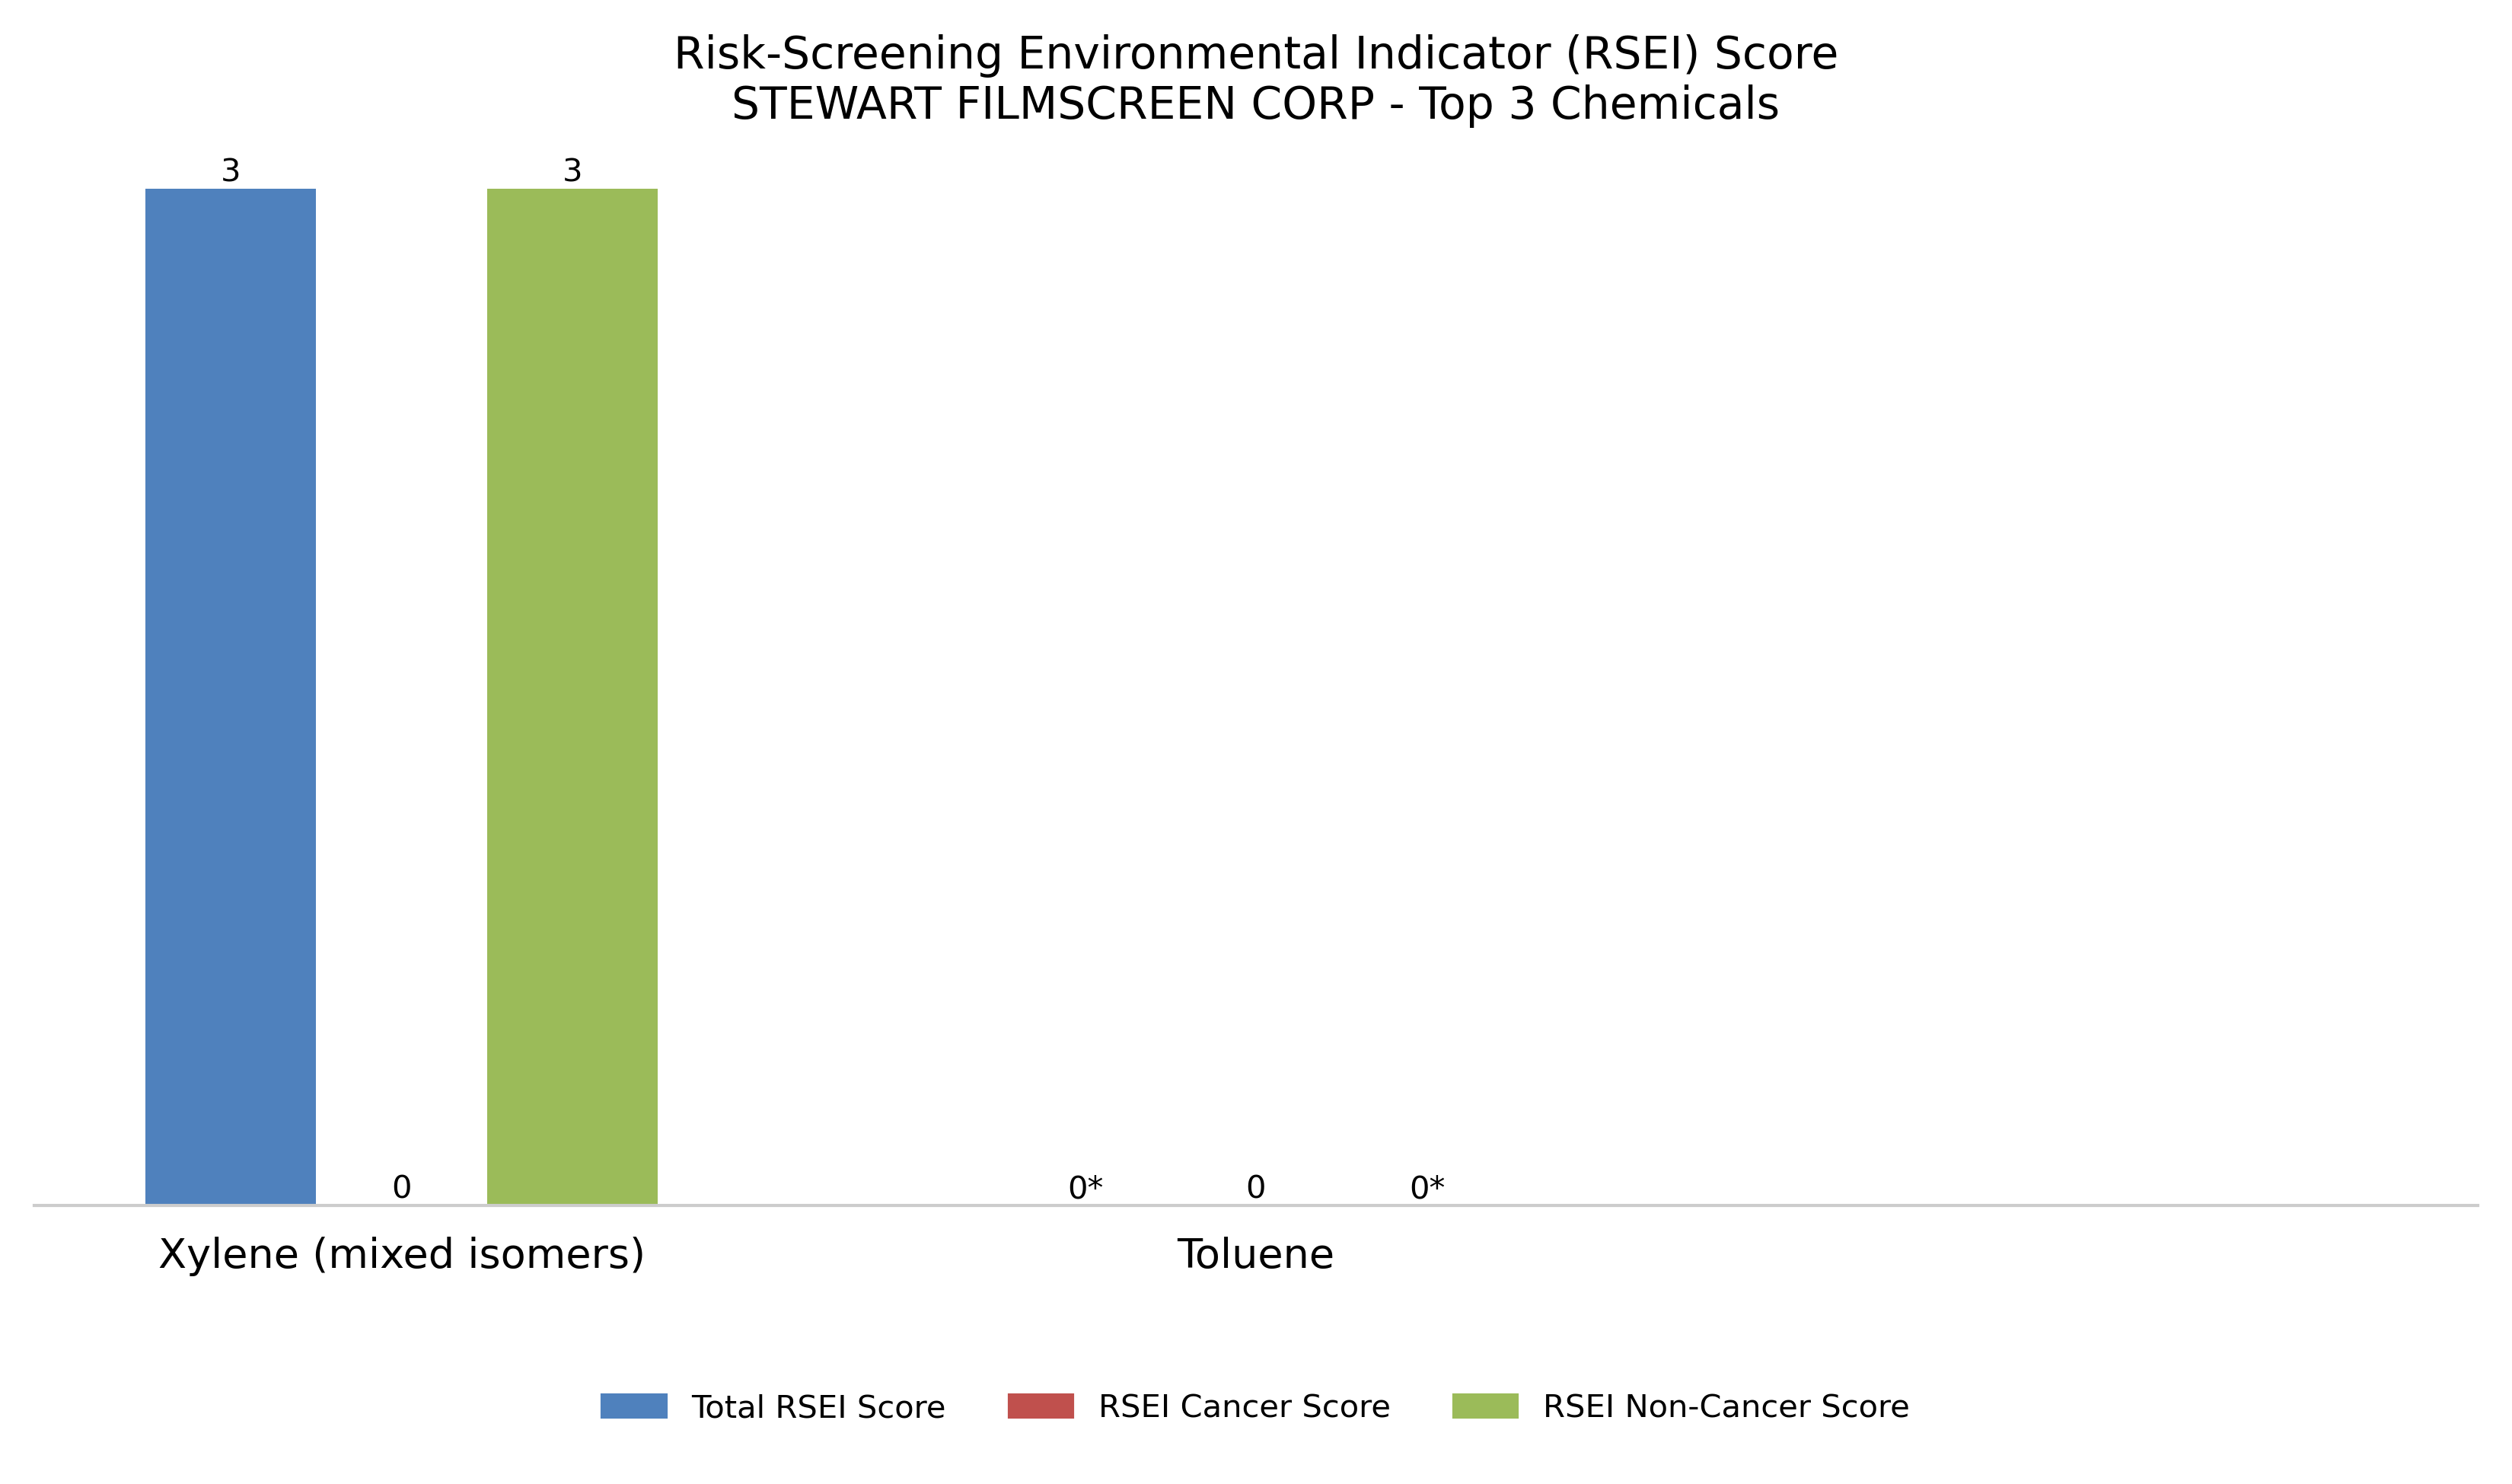 Risk-Screening Environmental Indicator (RSEI) Score
STEWART FILMSCREEN CORP - Top 3 Chemicals
3
3
0
0*
0
0*
Xylene (mixed isomers)
Toluene
Total RSEI Score
RSEI Cancer Score
RSEI Non-Cancer Score